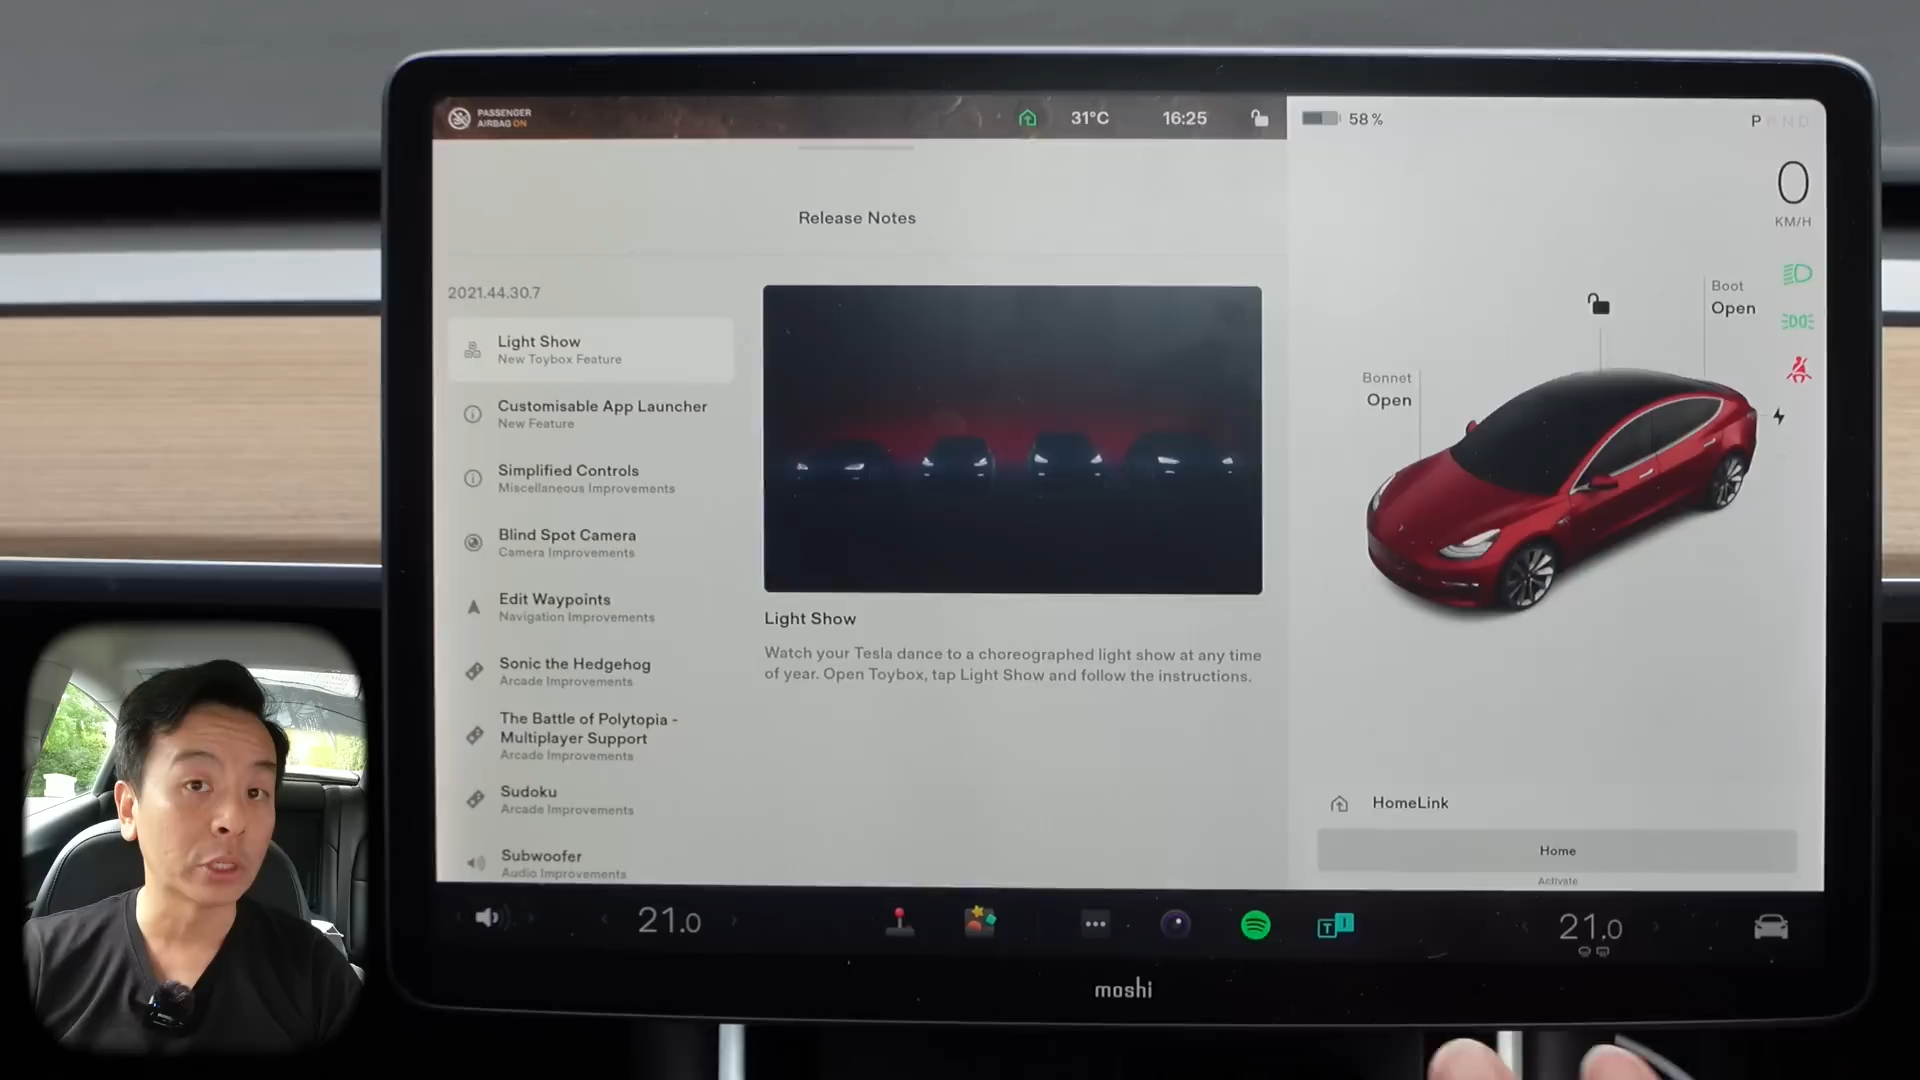 PASSENGER
AIRBAG ON
31°C
16:25
58 %
P R N D
0
KM/H
Release Notes
2021.44.30.7
Light Show
New Toybox Feature
Customisable App Launcher
New Feature
Simplified Controls
Miscellaneous Improvements
Blind Spot Camera
Camera Improvements
Edit Waypoints
Navigation Improvements
Sonic the Hedgehog
Arcade Improvements
The Battle of Polytopia -
Multiplayer Support
Arcade Improvements
Sudoku
Arcade Improvements
Subwoofer
Audio Improvements
Light Show
Watch your Tesla dance to a choreographed light show at any time
of year. Open Toybox, tap Light Show and follow the instructions.
Boot
Open
Bonnet
Open
HomeLink
Home
Activate
21.0
T
21.0
moshi